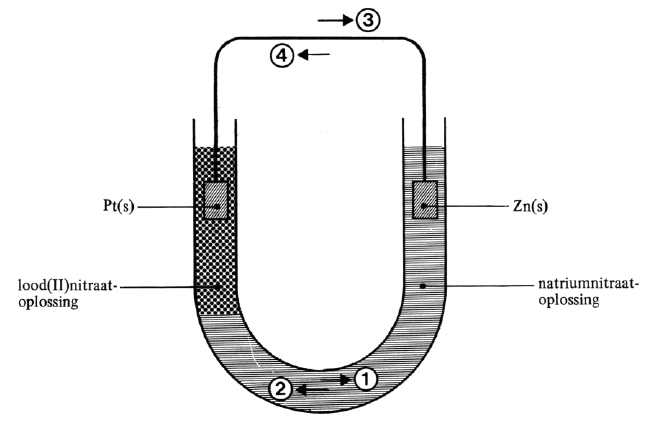 3
4
Pt(s)
Zn(s)
lood(II)nitraat-
oplossing
natriumnitraat-
oplossing
1
2